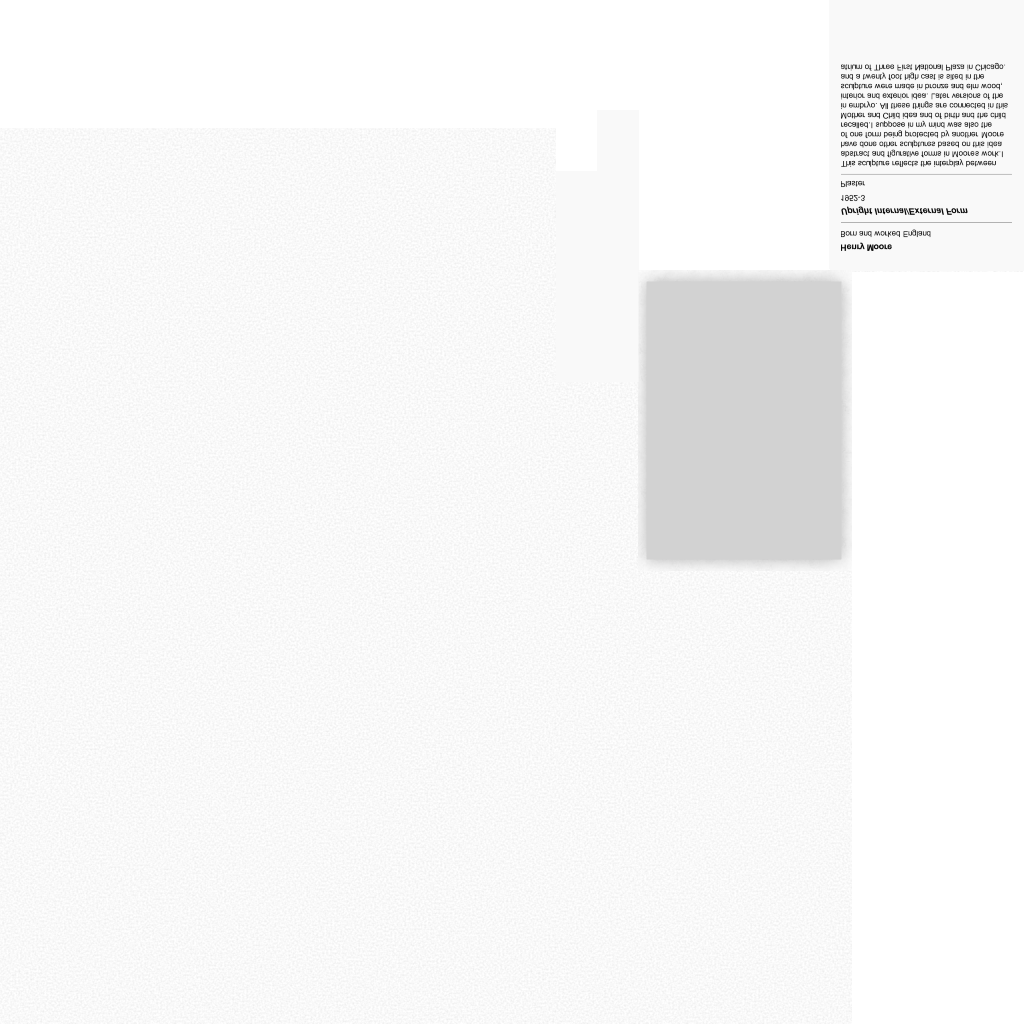 Henry Moore
Born and worked England
Upright Internal/External Form
1952-3
Plaster
This sculpture reflects the interplay between
abstract and figurative forms in Moores work.I
have done other sculptures based on this idea
of one form being protected by another Moore
recalled.I suppose in my mind was also the
Mother and Child idea and of birth and the child
in embryo. All these things are connected in this
interior and exterior idea. Later versions of the
sculpture were made in bronze and elm wood,
and a twenty foot high cast is sited in the
atrium of Three First National Plaza in Chicago.